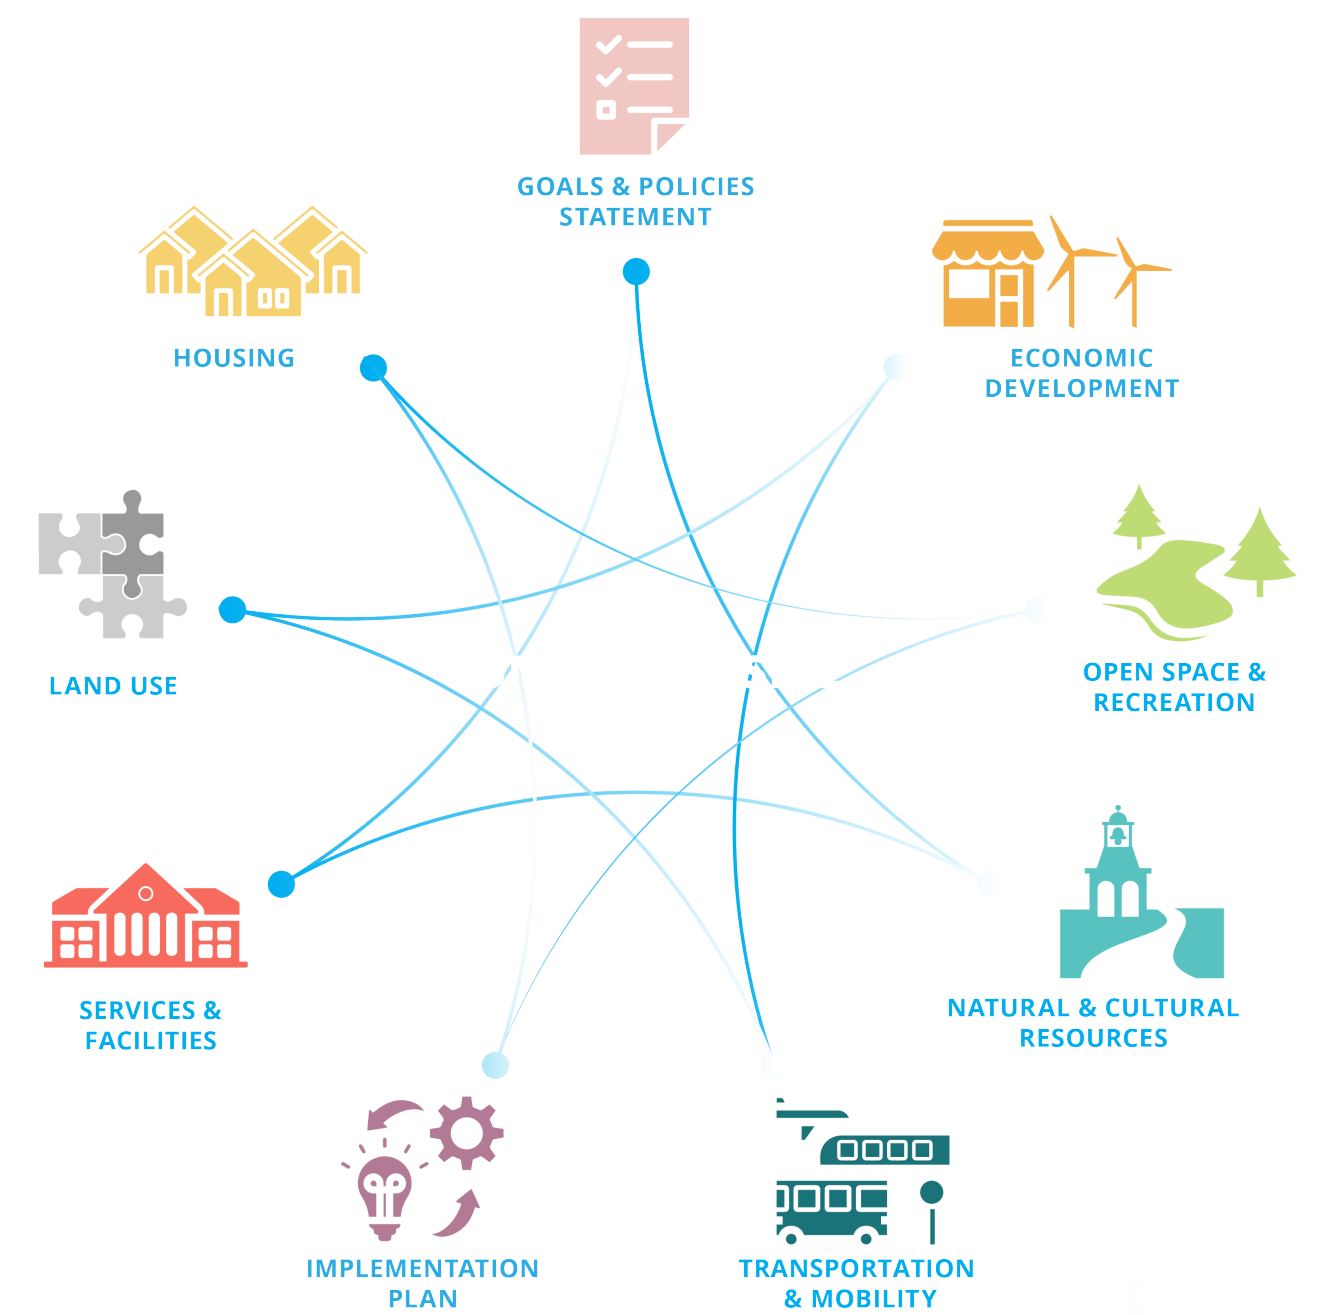 GOALS & POLICIES
STATEMENT
HOUSING
ECONOMIC
DEVELOPMENT
LAND USE
OPEN SPACE &
RECREATION
SERVICES &
FACILITIES
NATURAL & CULTURAL
RESOURCES
IMPLEMENTATION
PLAN
TRANSPORTATION
& MOBILITY